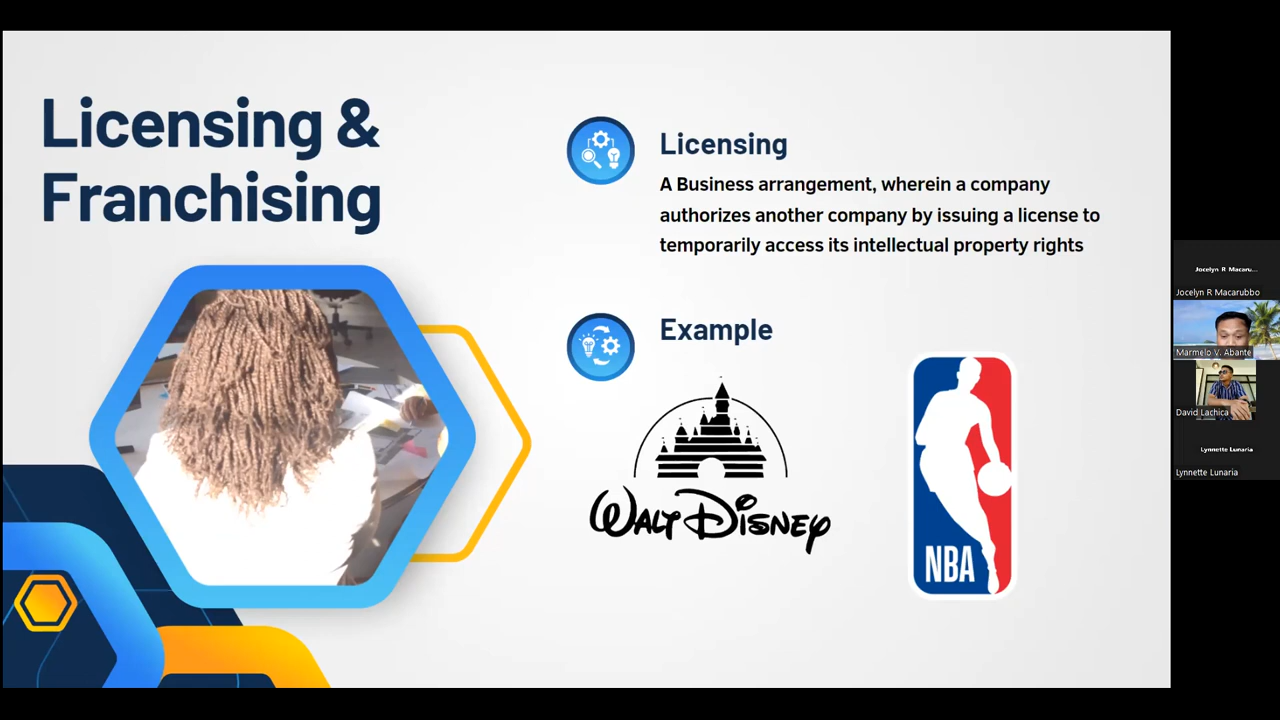 Licensing &
Franchising
Licensing
A Business arrangement, wherein a company
authorizes another company by issuing a license to
temporarily access its intellectual property rights
Example
WALT DISNEY
NBA
Jocelyn R Macaru...
Jocelyn R Macarubbo
Marmelo V. Abante
David Lachica
Lynnette Lunaria
Lynnette Lunaria